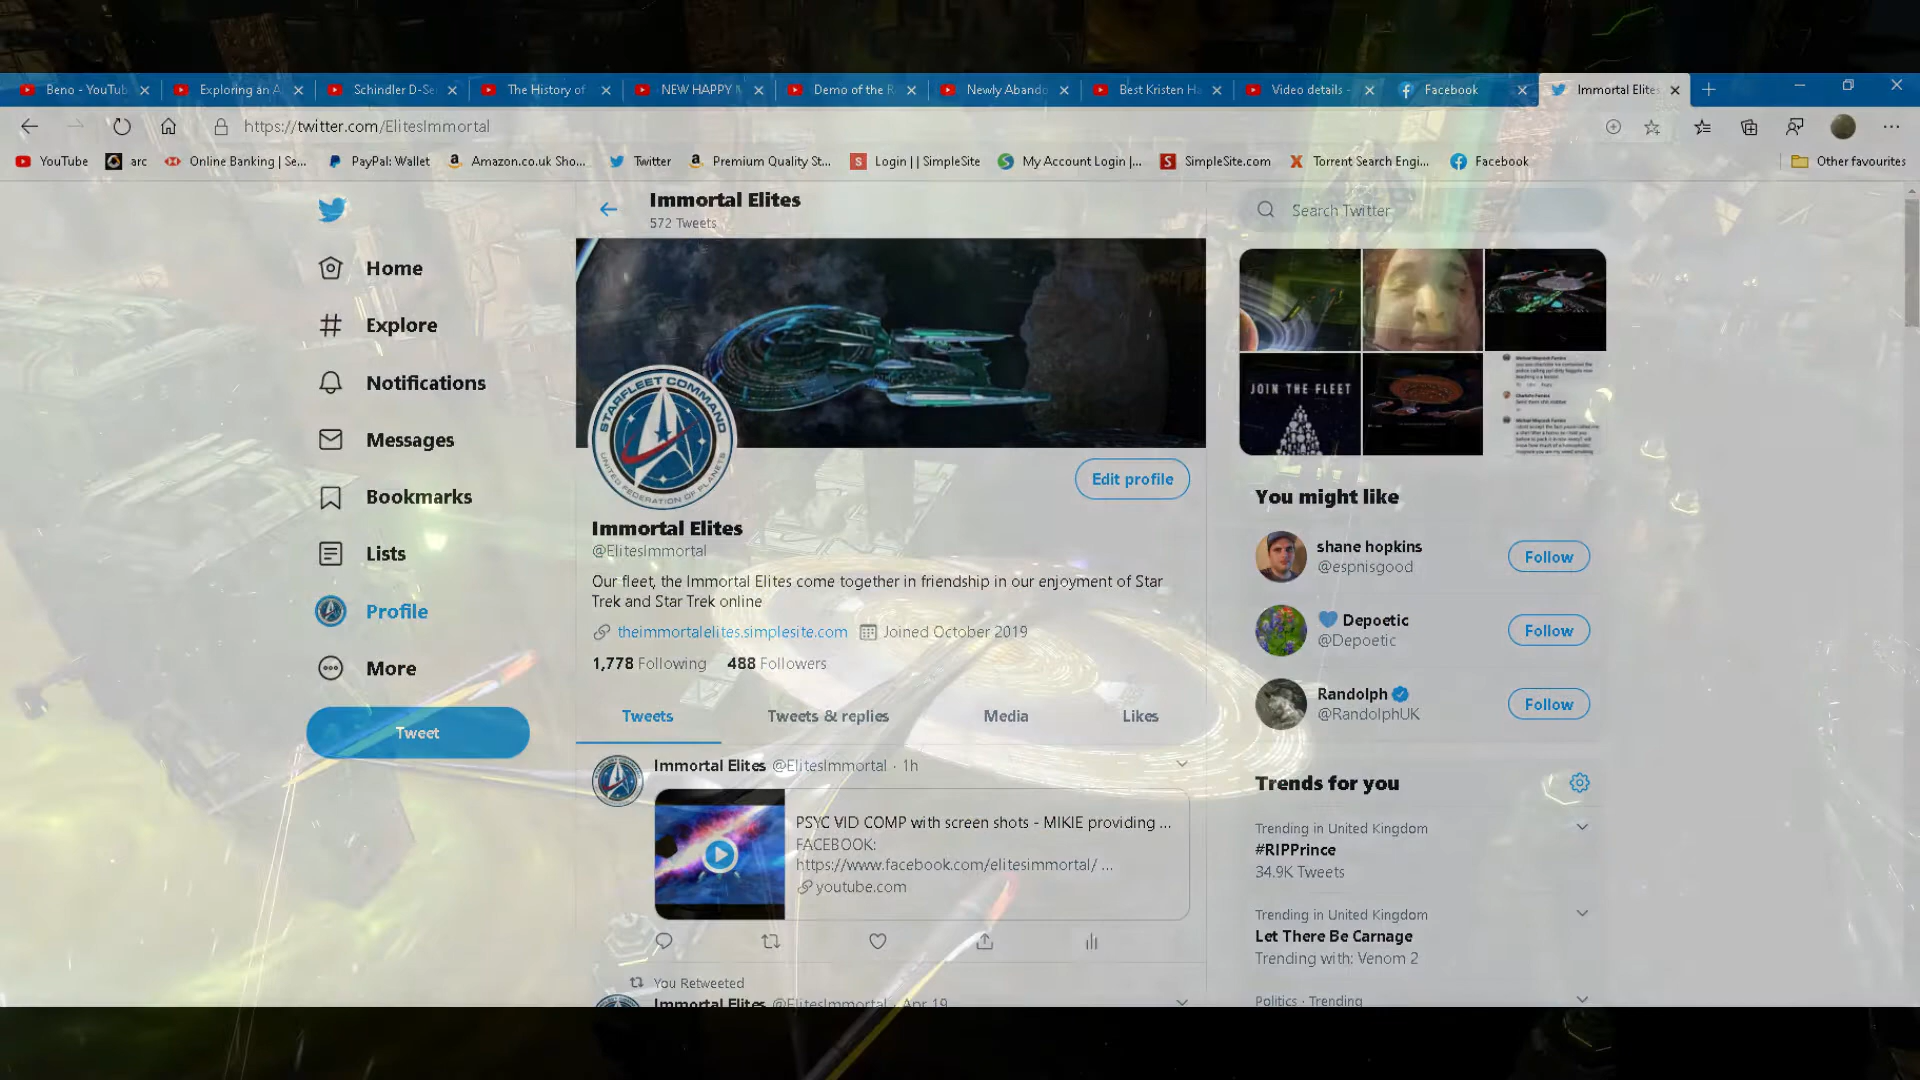 Beno - YouTub
Exploring an A
Schindler D-Se
The History of
NEW HAPPY
Demo of the R
Newly Abando
Best Kristen Ha
Video details -
Facebook
Immortal Elites
https://twitter.com/ElitesImmortal
YouTube
arc
Online Banking | Se...
PayPal: Wallet
Amazon.co.uk Sho...
Twitter
Premium Quality St...
Login | | SimpleSite
My Account Login |...
SimpleSite.com
Torrent Search Engi...
Facebook
Other favourites
Home
Explore
Notifications
Messages
Bookmarks
Lists
Profile
More
Tweet
Immortal Elites
572 Tweets
STARFLEET COMMAND
UNITED FEDERATION OF PLANETS
Edit profile
Immortal Elites
@ElitesImmortal
Our fleet, the Immortal Elites come together in friendship in our enjoyment of Star
Trek and Star Trek online
theimmortalelites.simplesite.com Joined October 2019
1,778 Following 488 Followers
Tweets
Tweets & replies
Media
Likes
Immortal Elites @ElitesImmortal · 1h
PSYC VID COMP with screen shots - MIKIE providing ...
FACEBOOK:
https://www.facebook.com/elitesimmortal/ ...
youtube.com
You Retweeted
Immortal Elites @ElitesImmortal · Apr 19
Search Twitter
JOIN THE FLEET
You might like
shane hopkins
@espnisgood
Follow
Depoetic
@Depoetic
Follow
Randolph
@RandolphUK
Follow
Trends for you
Trending in United Kingdom
#RIPPrince
34.9K Tweets
Trending in United Kingdom
Let There Be Carnage
Trending with: Venom 2
Politics · Trending